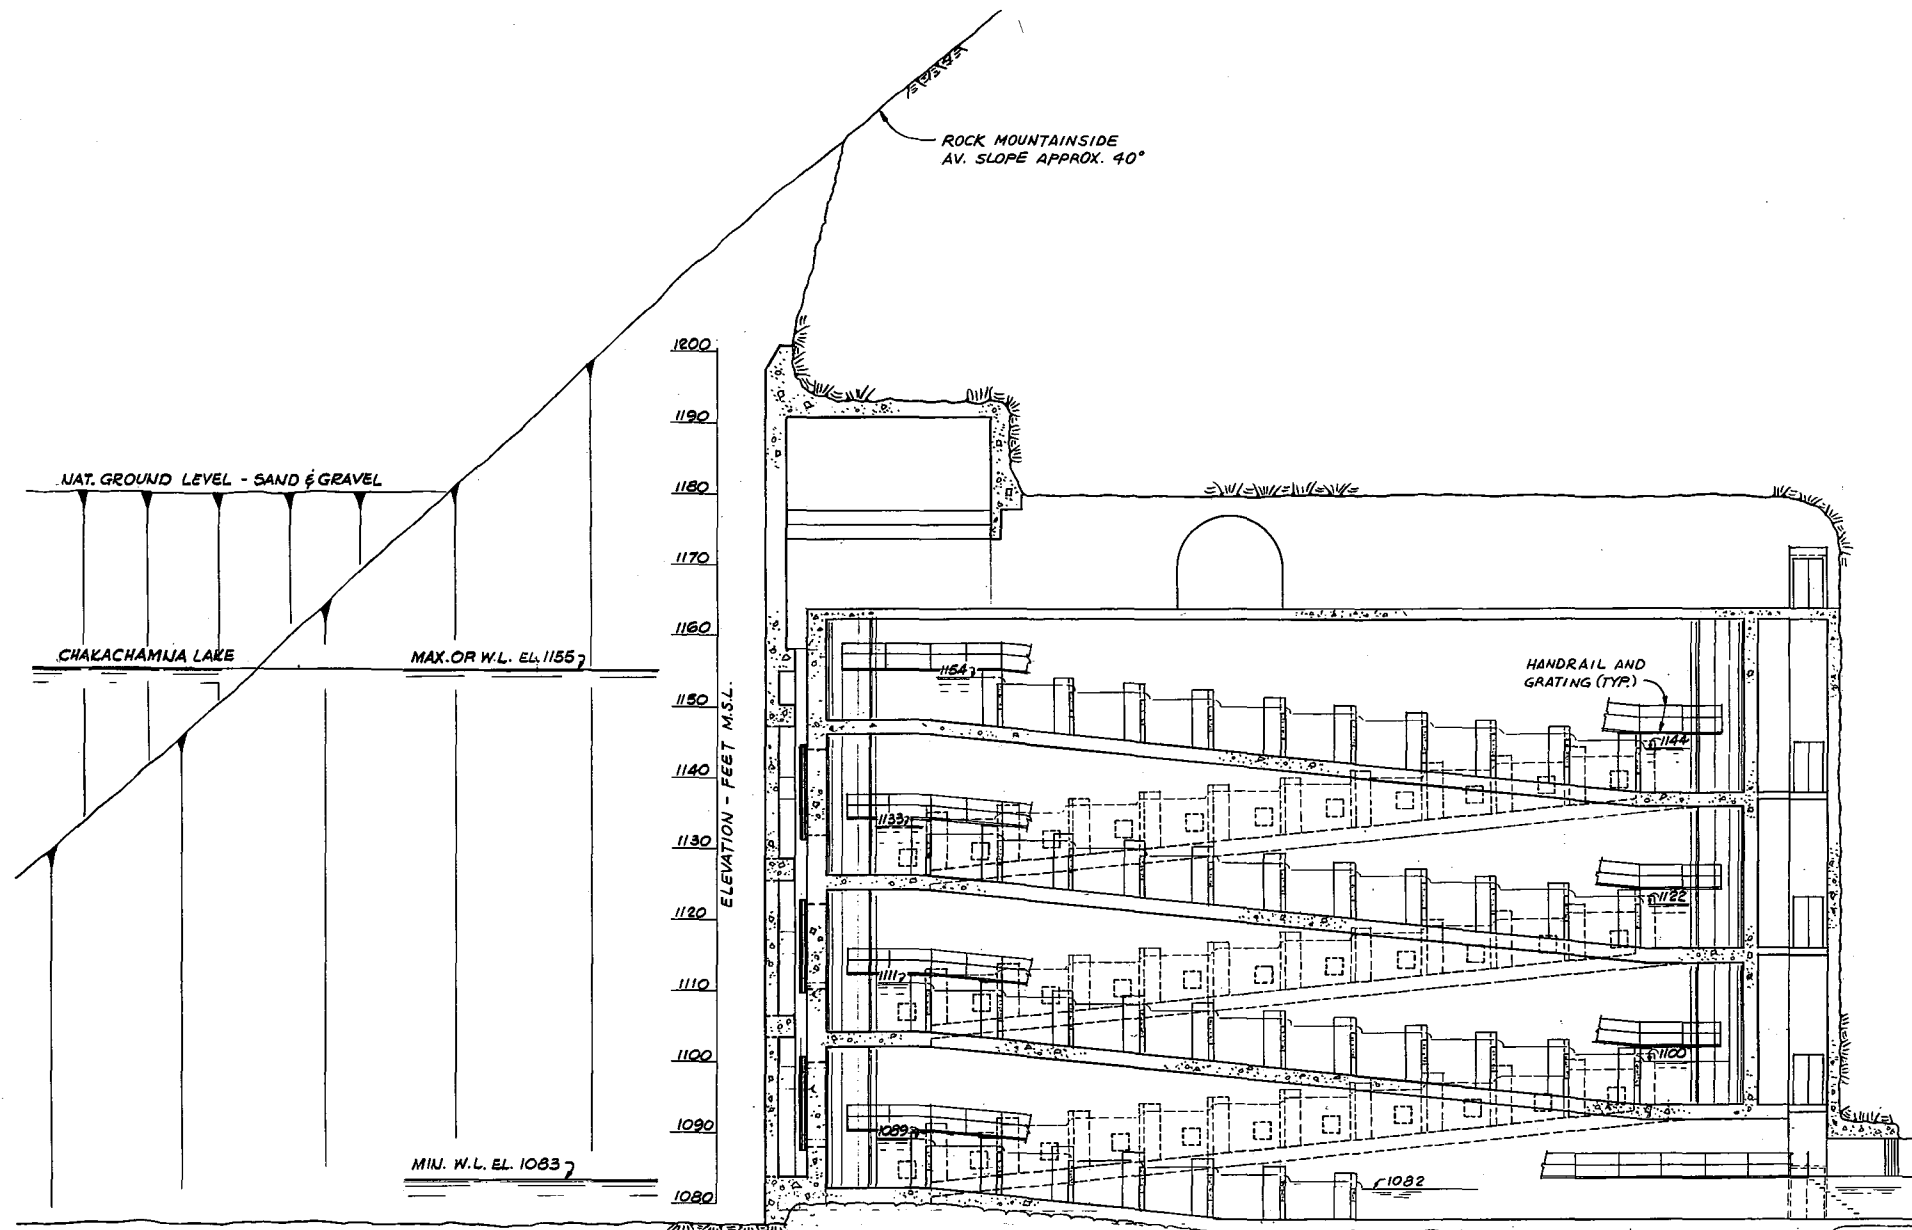 ROCK MOUNTAINSIDE
AV. SLOPE APPROX. 40°
1200
1190
NAT. GROUND LEVEL - SAND & GRAVEL
1180
1170
1160
CHAKACHAMNA LAKE
MAX. OR W.L. EL. 1155
1154
HANDRAIL AND
GRATING (TYP.)
1150
1144
1140
ELEVATION - FEET M.S.L.
1133
1130
1122
1120
1111
1110
1100
1100
1090
1089
MIN. W.L. EL. 1083
1082
1080